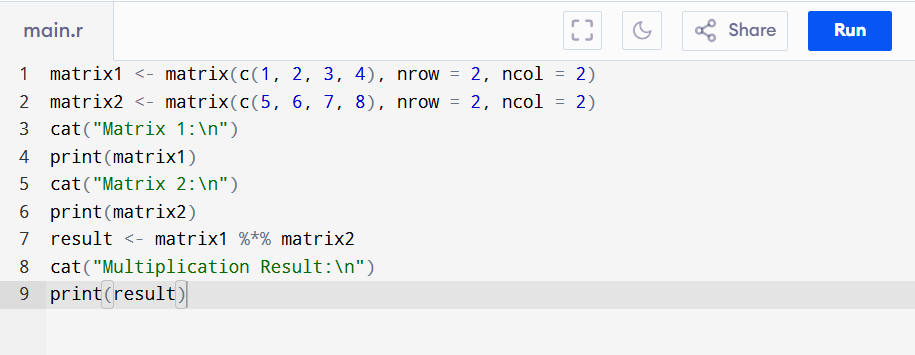 main.r
Share
Run
1 matrix1 <- matrix(c(1, 2, 3, 4), nrow = 2, ncol = 2)
2 matrix2 <- matrix(c(5, 6, 7, 8), nrow = 2, ncol = 2)
3 cat("Matrix 1:\n")
4 print(matrix1)
5 cat("Matrix 2:\n")
6 print(matrix2)
7 result <- matrix1 %*% matrix2
8 cat("Multiplication Result:\n")
9 print(result)